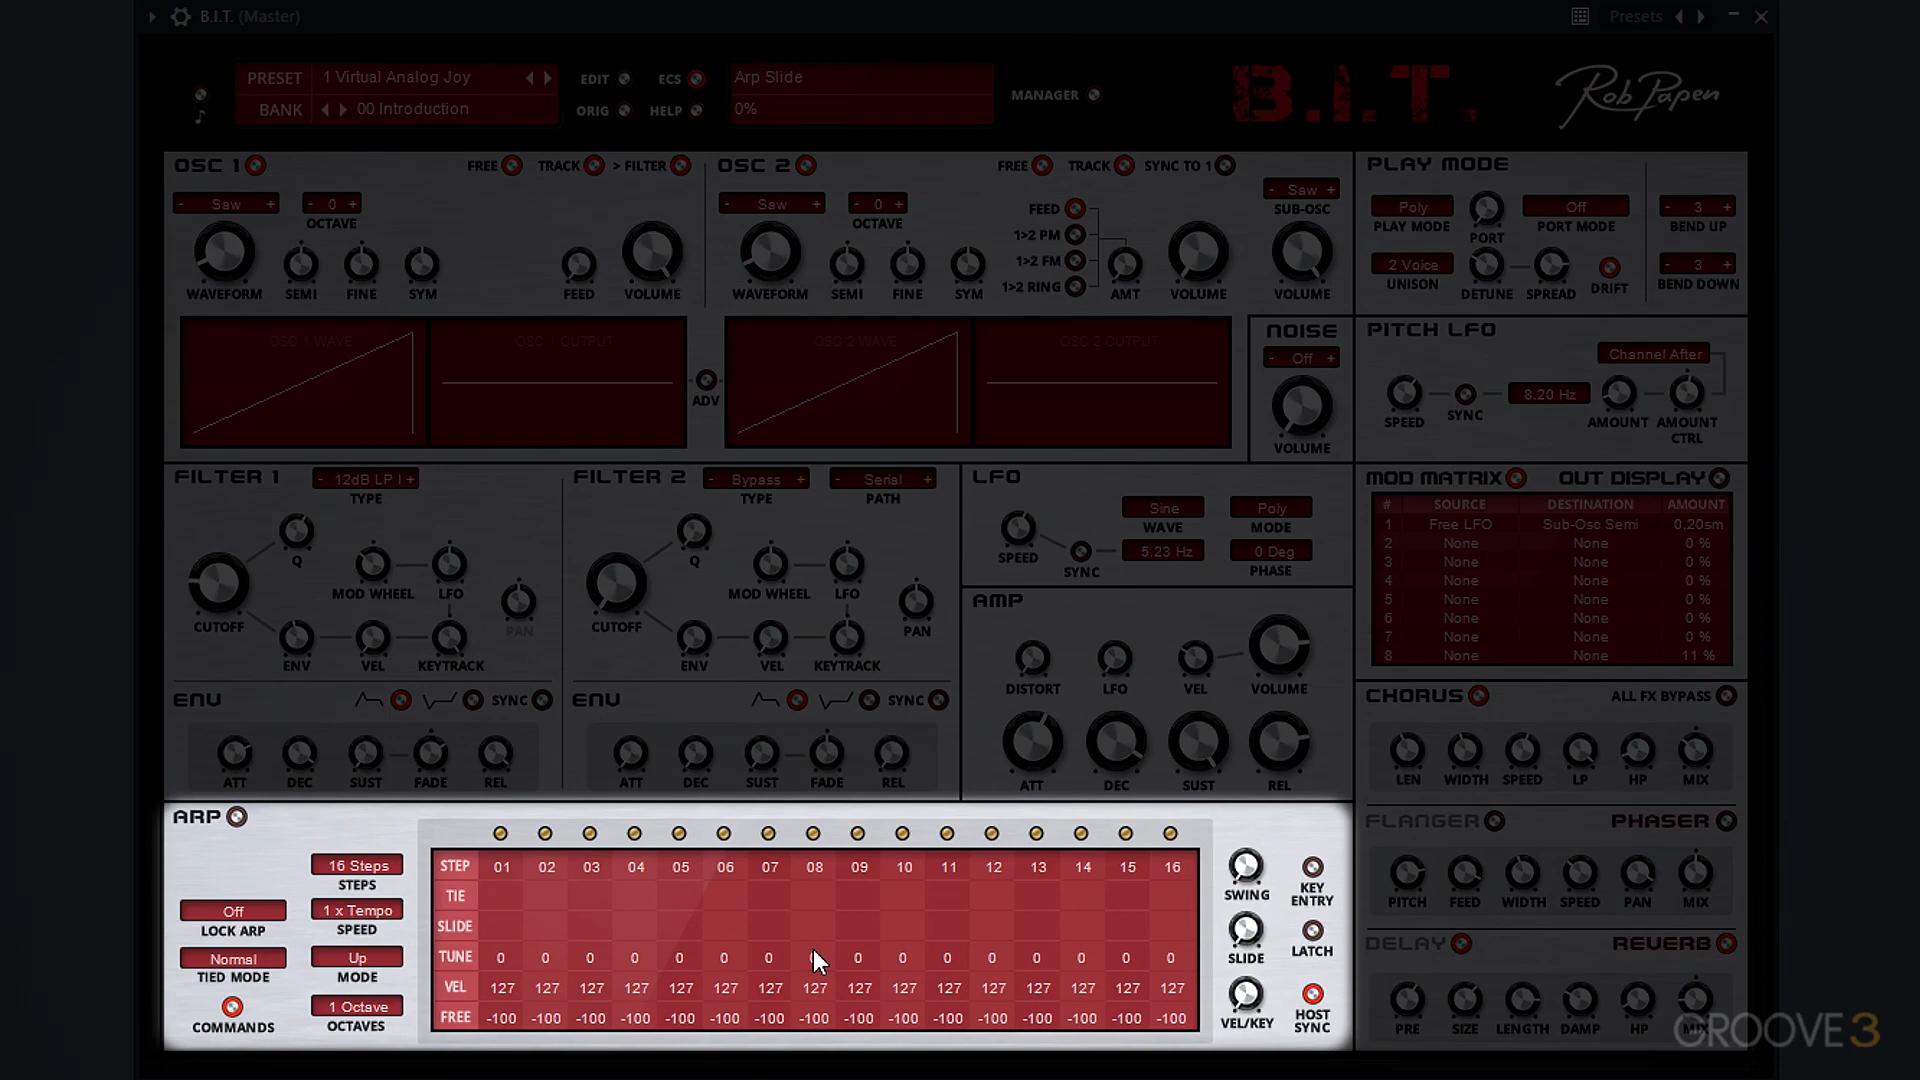 B.I.T. (Master) Presets
PRESET 1 Virtual Analog Joy EDIT ECS Arp Slide
BANK 00 Introduction ORIG HELP 0% MANAGER B.I.T. Rob Papen
OSC 1 FREE TRACK > FILTER OSC 2 FREE TRACK SYNC TO 1 PLAY MODE
- Saw + - 0 + - Saw + - 0 + - Saw + Poly Off - 3 +
OCTAVE OCTAVE FEED SUB-OSC PLAY MODE PORT PORT MODE BEND UP
1>2 PM
1>2 FM 2 Voice - 3 +
WAVEFORM SEMI FINE SYM FEED VOLUME WAVEFORM SEMI FINE SYM 1>2 RING AMT VOLUME VOLUME UNISON DETUNE SPREAD DRIFT BEND DOWN
OSC 1 WAVE OSC 1 OUTPUT OSC 2 WAVE OSC 2 OUTPUT NOISE PITCH LFO
- Off + Channel After
ADV 8.20 Hz
SPEED SYNC AMOUNT AMOUNT CTRL
VOLUME
FILTER 1 - 12dB LP I + FILTER 2 - Bypass + - Serial + LFO MOD MATRIX OUT DISPLAY
TYPE TYPE PATH Sine Poly
WAVE MODE
SPEED SYNC 5.23 Hz 0 Deg
PHASE
# SOURCE DESTINATION AMOUNT
1 Free LFO Sub-Osc Semi 0.20sm
2 None None 0 %
3 None None 0 %
4 None None 0 %
5 None None 0 %
6 None None 0 %
7 None None 0 %
8 None None 11 %
Q MOD WHEEL LFO Q MOD WHEEL LFO AMP
CUTOFF PAN CUTOFF PAN
ENV VEL KEYTRACK ENV VEL KEYTRACK DISTORT LFO VEL VOLUME
ENV SYNC ENV SYNC CHORUS ALL FX BYPASS
ATT DEC SUST FADE REL ATT DEC SUST FADE REL ATT DEC SUST REL LEN WIDTH SPEED LP HP MIX
ARP FLANGER PHASER
16 Steps
STEPS
Off 1 x Tempo
LOCK ARP SPEED
Normal Up
TIED MODE MODE
1 Octave
COMMANDS OCTAVES
STEP 01 02 03 04 05 06 07 08 09 10 11 12 13 14 15 16
TIE
SLIDE
TUNE 0 0 0 0 0 0 0 0 0 0 0 0 0 0 0
VEL 127 127 127 127 127 127 127 127 127 127 127 127 127 127 127 127
FREE -100 -100 -100 -100 -100 -100 -100 -100 -100 -100 -100 -100 -100 -100 -100 -100
SWING KEY ENTRY
SLIDE LATCH
VEL/KEY HOST SYNC
PITCH FEED WIDTH SPEED PAN MIX
DELAY REVERB
PRE SIZE LENGTH DAMP HP MIX
GROOVE 3